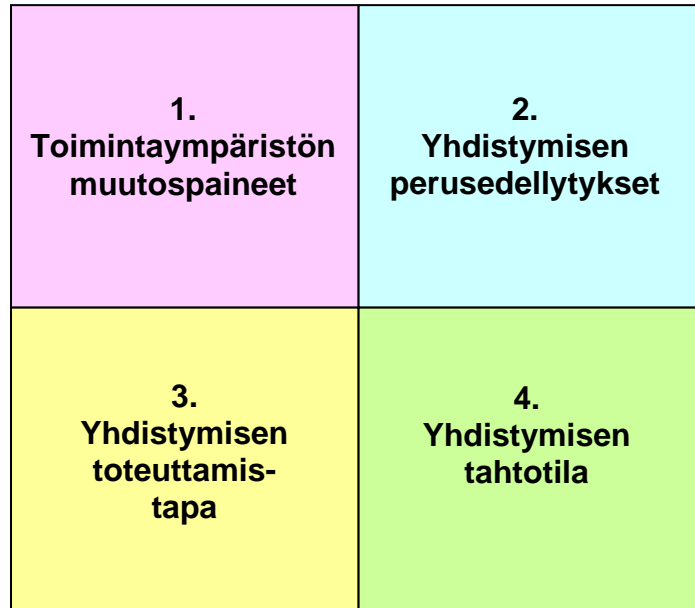 1.
Toimintaympäristön
muutospaineet
2.
Yhdistymisen
perusedellytykset
3.
Yhdistymisen
toteuttamis-
tapa
4.
Yhdistymisen
tahtotila